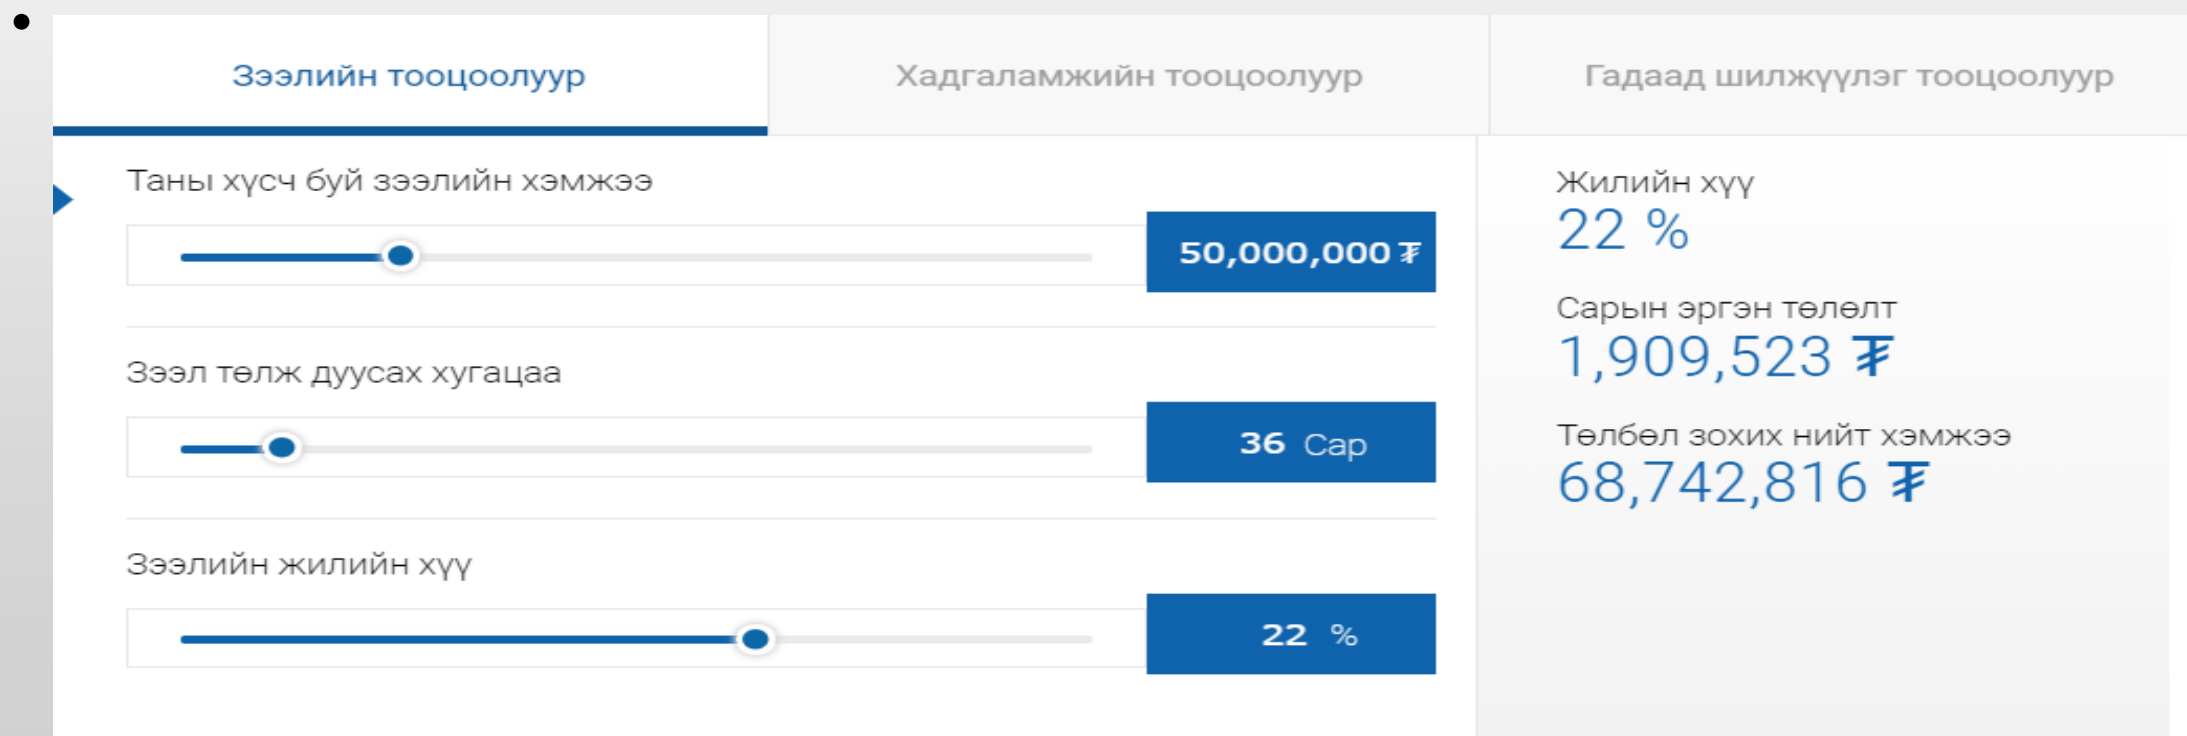 Зээлийн тооцоолуур
Хадгаламжийн тооцоолуур
Гадаад шилжүүлэг тооцоолуур
Таны хүсч буй зээлийн хэмжээ
50,000,000 ₮
Зээл төлж дуусах хугацаа
36 Сар
Зээлийн жилийн хүү
22 %
Жилийн хүү
22 %
Сарын эргэн төлөлт
1,909,523 ₮
Төлбөл зохих нийт хэмжээ
68,742,816 ₮